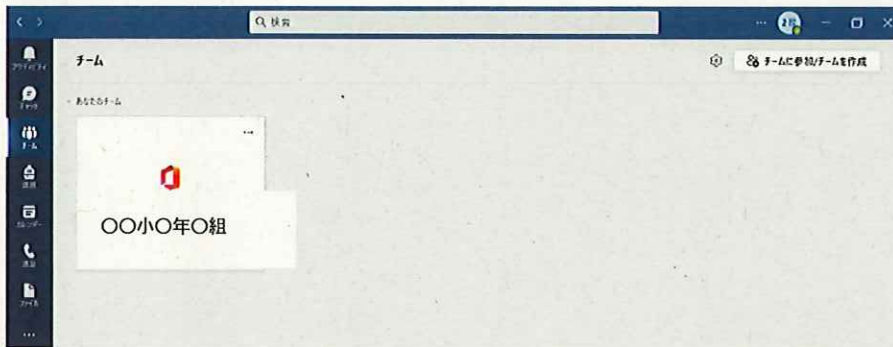 検索
チーム
チームに参加/チームを作成
あなたのチーム
〇〇小〇年〇組
アクティビティ
チャット
チーム
課題
カレンダー
通話
ファイル